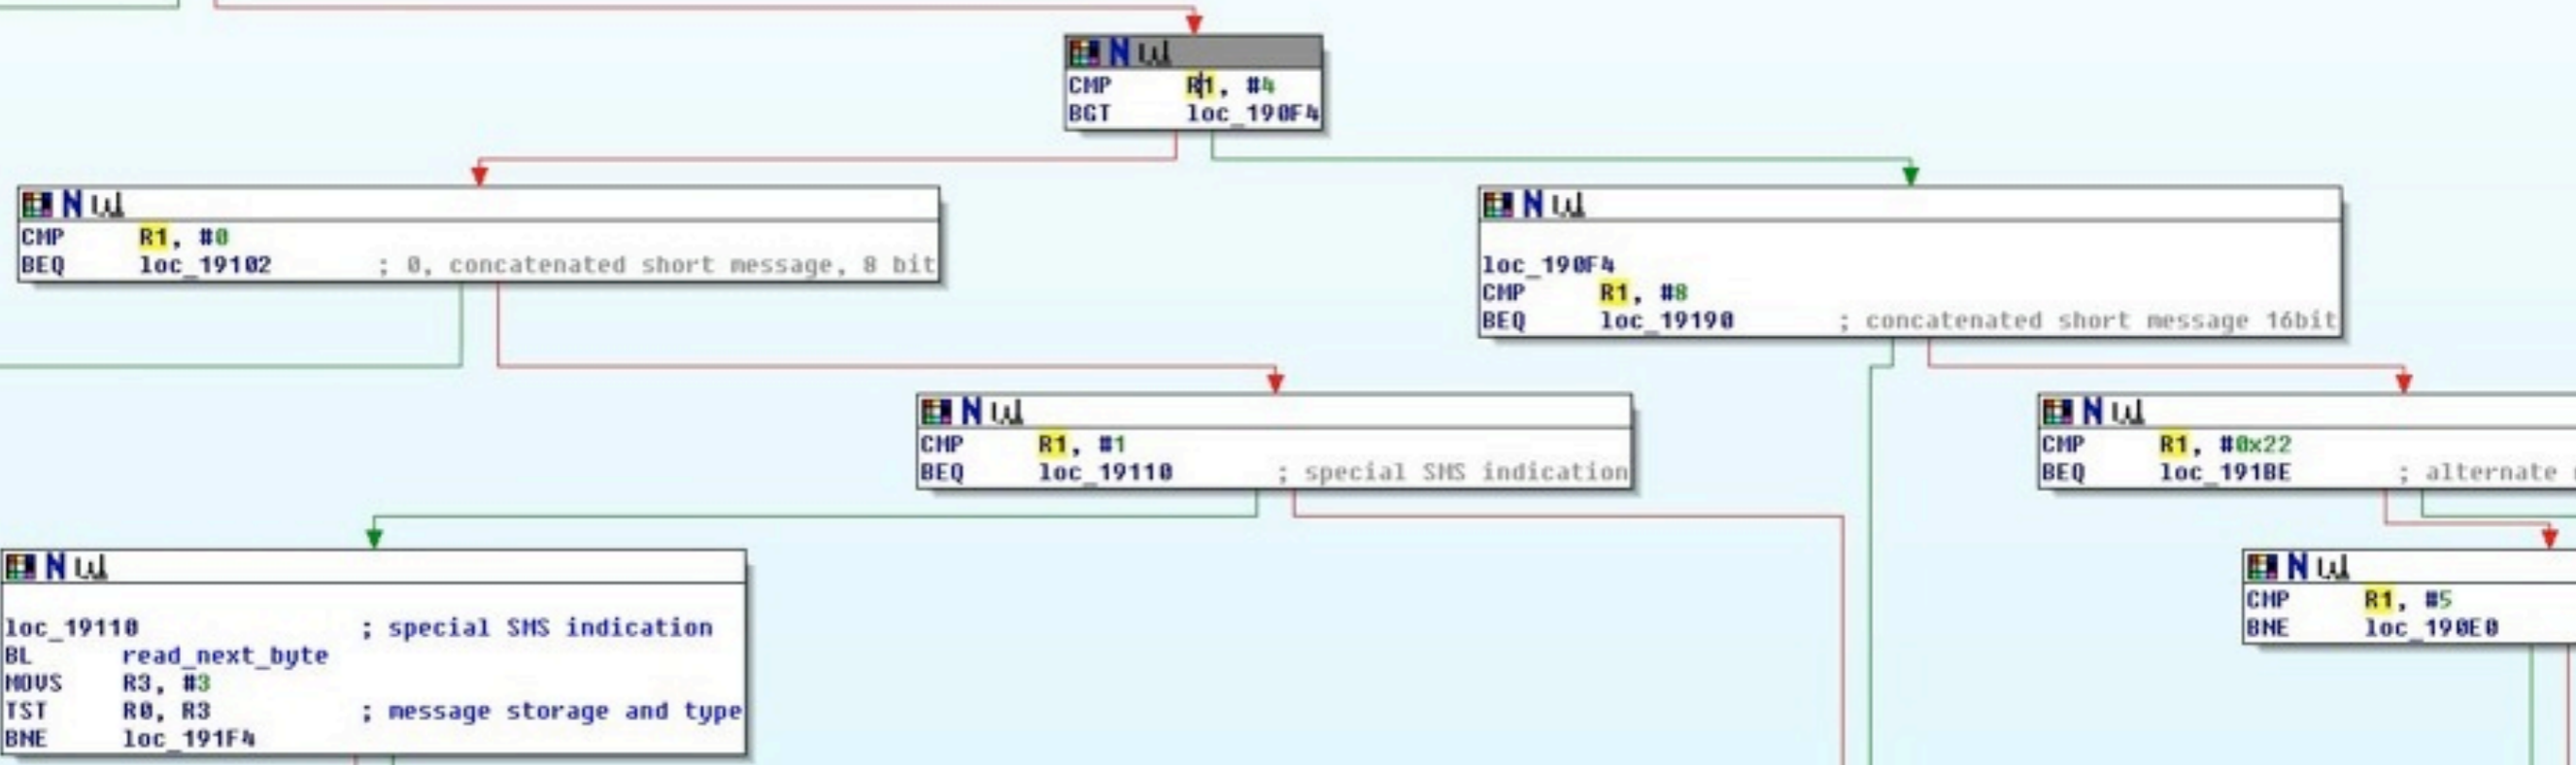 CMP R1, #4
BGT loc_190F4
CMP R1, #0
BEQ loc_19102 ; 0, concatenated short message, 8 bit
loc_190F4
CMP R1, #8
BEQ loc_19190 ; concatenated short message 16bit
CMP R1, #1
BEQ loc_19110 ; special SMS indication
CMP R1, #0x22
BEQ loc_191BE ; alternate
loc_19110 ; special SMS indication
BL read_next_byte
MOVS R3, #3
TST R0, R3 ; message storage and type
BNE loc_191F4
CMP R1, #5
BNE loc_190E0